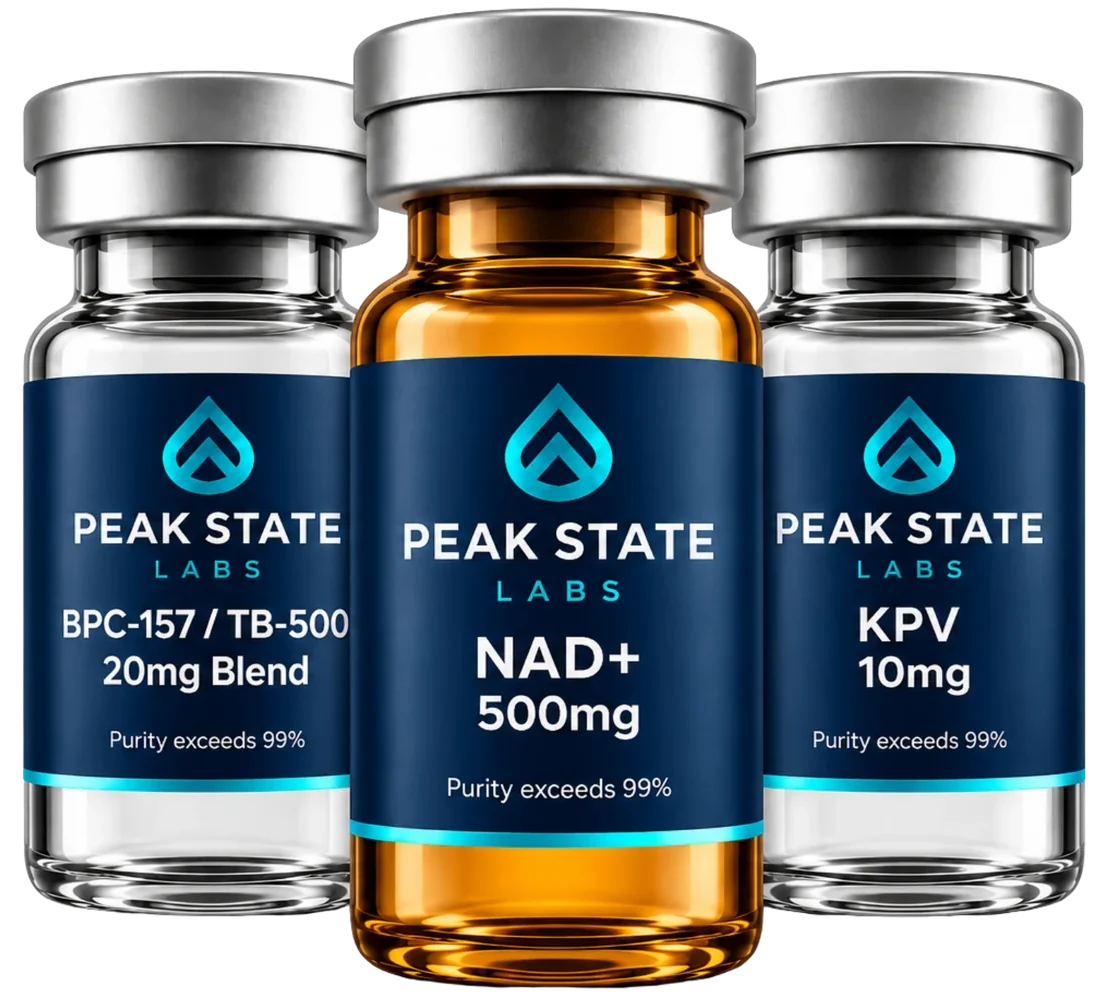 PEAK STATE
LABS
BPC-157 / TB-500
20mg Blend
Purity exceeds 99%
PEAK STATE
LABS
NAD+
500mg
Purity exceeds 99%
PEAK STATE
LABS
KPV
10mg
Purity exceeds 99%